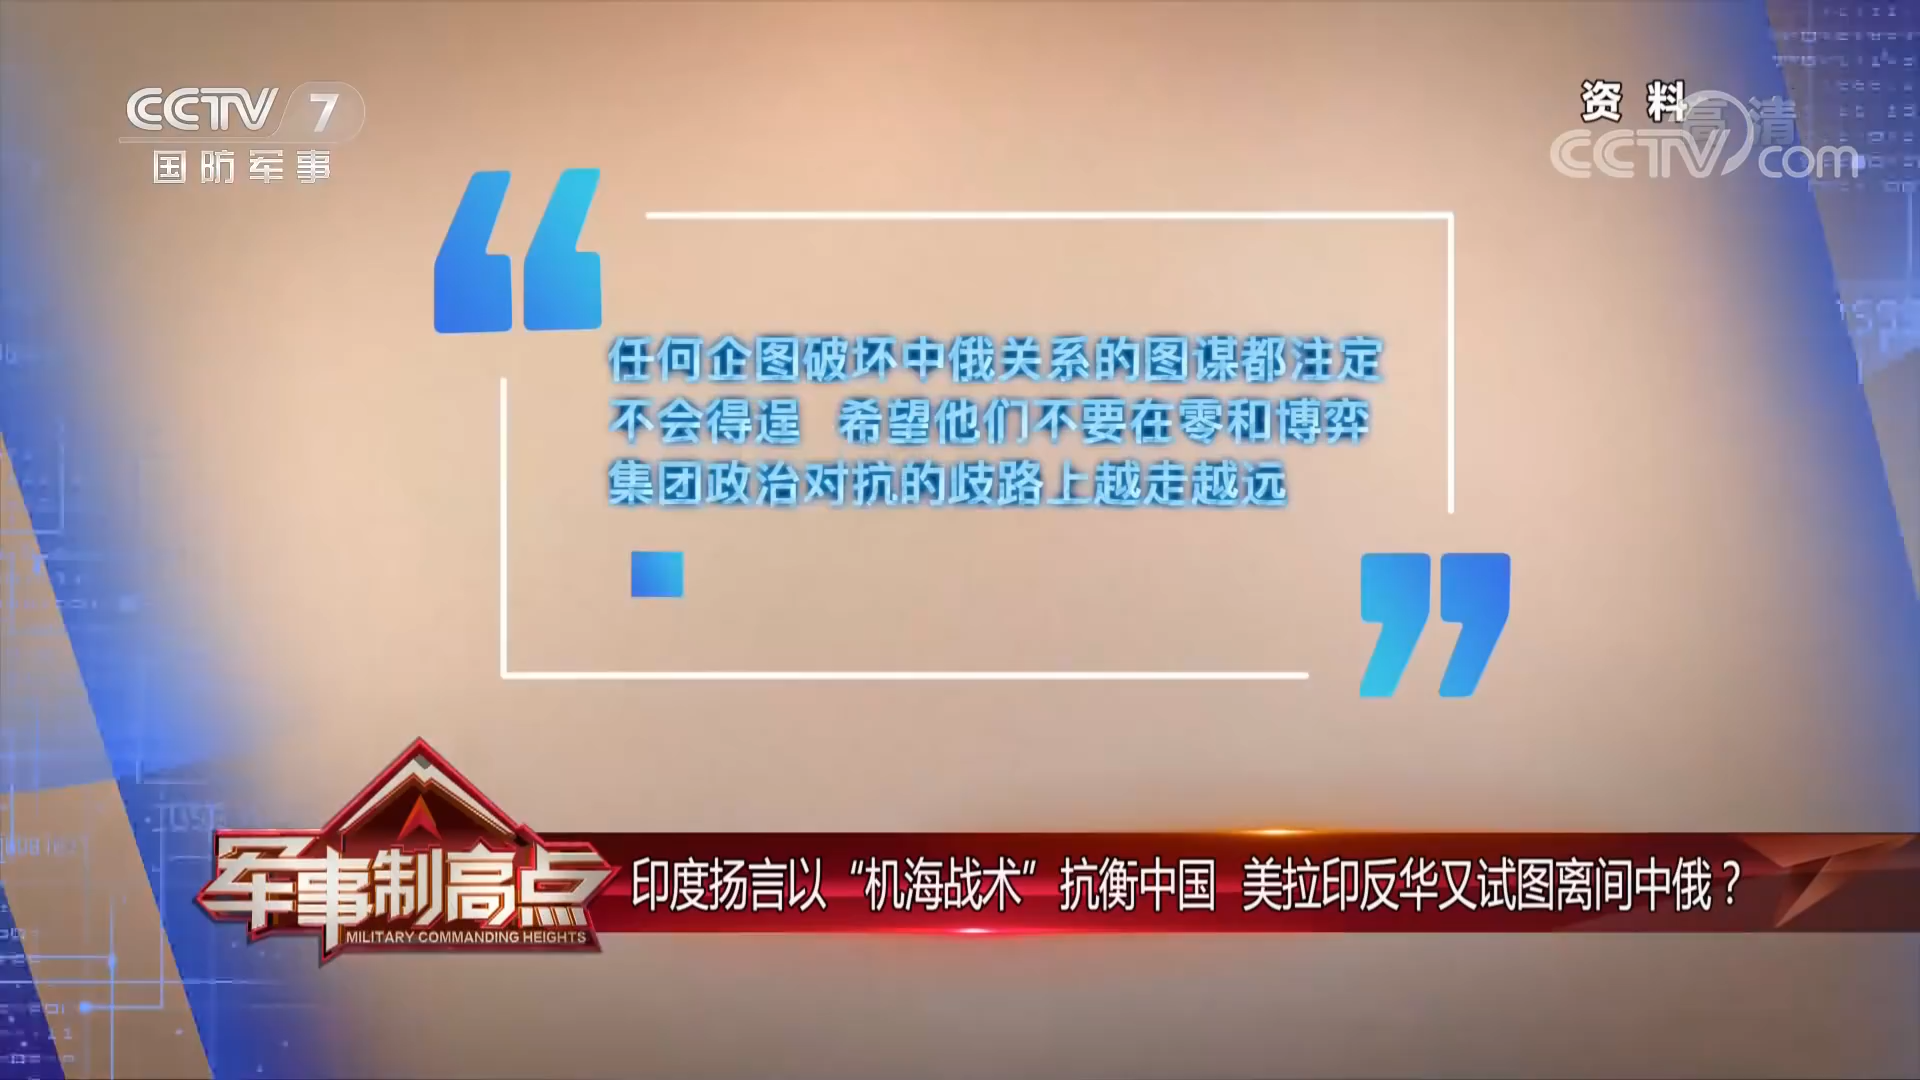 CCTV 7
国防军事
资料
高清
CCTV com
任何企图破坏中俄关系的图谋都注定
不会得逞 希望他们不要在零和博弈
集团政治对抗的歧路上越走越远
军事制高点
MILITARY COMMANDING HEIGHTS
印度扬言以“机海战术”抗衡中国 美拉印反华又试图离间中俄？